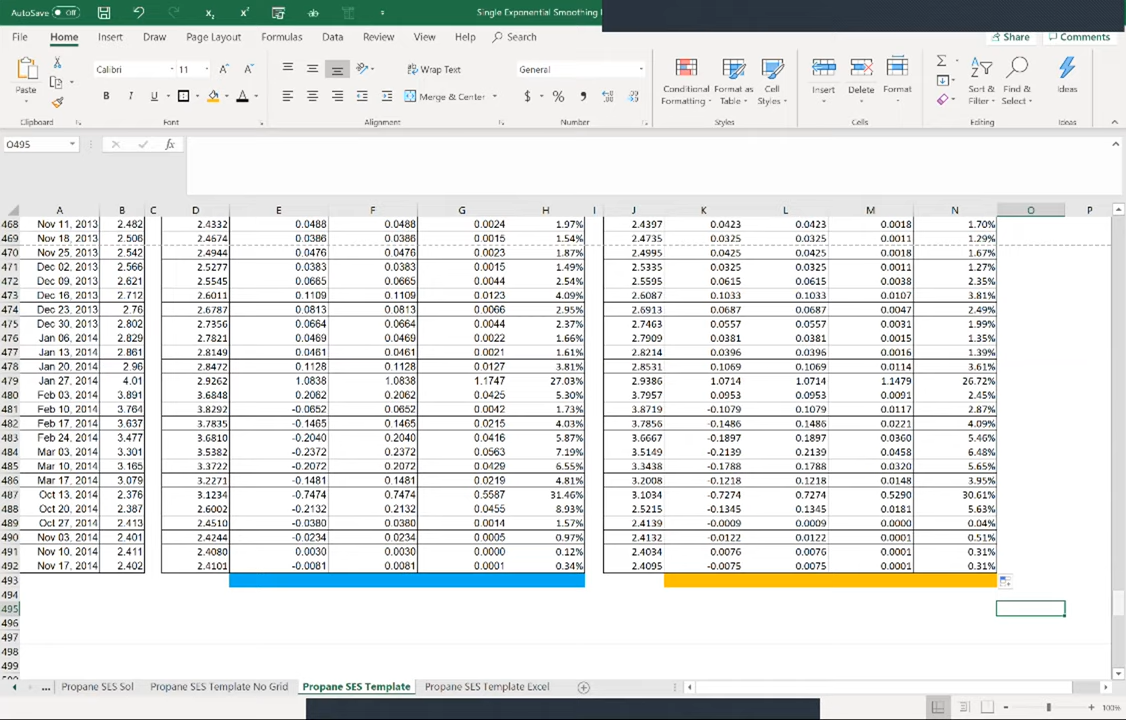 AutoSave Off Single Exponential Smoothing
File Home Insert Draw Page Layout Formulas Data Review View Help Search Share Comments
Paste Calibri 11 Wrap Text General Conditional Formatting Format as Table Cell Styles Insert Delete Format Sort & Filter Find & Select Ideas
B I U A Merge & Center $ % ,
Clipboard Font Alignment Number Styles Cells Editing Ideas
O495 fx
A B C D E F G H I J K L M N O P
468 Nov 11, 2013 2.482 2.4332 0.0488 0.0488 0.0024 1.97% 2.4397 0.0423 0.0423 0.0018 1.70%
469 Nov 18, 2013 2.506 2.4674 0.0386 0.0386 0.0015 1.54% 2.4735 0.0325 0.0325 0.0011 1.29%
470 Nov 25, 2013 2.542 2.4944 0.0476 0.0476 0.0023 1.87% 2.4995 0.0425 0.0425 0.0018 1.67%
471 Dec 02, 2013 2.566 2.5277 0.0383 0.0383 0.0015 1.49% 2.5335 0.0325 0.0325 0.0011 1.27%
472 Dec 09, 2013 2.621 2.5545 0.0665 0.0665 0.0044 2.54% 2.5595 0.0615 0.0615 0.0038 2.35%
473 Dec 16, 2013 2.712 2.6011 0.1109 0.1109 0.0123 4.09% 2.6087 0.1033 0.1033 0.0107 3.81%
474 Dec 23, 2013 2.76 2.6787 0.0813 0.0813 0.0066 2.95% 2.6913 0.0687 0.0687 0.0047 2.49%
475 Dec 30, 2013 2.802 2.7356 0.0664 0.0664 0.0044 2.37% 2.7463 0.0557 0.0557 0.0031 1.99%
476 Jan 06, 2014 2.829 2.7821 0.0469 0.0469 0.0022 1.66% 2.7909 0.0381 0.0381 0.0015 1.35%
477 Jan 13, 2014 2.861 2.8149 0.0461 0.0461 0.0021 1.61% 2.8214 0.0396 0.0396 0.0016 1.39%
478 Jan 20, 2014 2.96 2.8472 0.1128 0.1128 0.0127 3.81% 2.8531 0.1069 0.1069 0.0114 3.61%
479 Jan 27, 2014 4.01 2.9262 1.0838 1.0838 1.1747 27.03% 2.9386 1.0714 1.0714 1.1479 26.72%
480 Feb 03, 2014 3.891 3.6848 0.2062 0.2062 0.0425 5.30% 3.7957 0.0953 0.0953 0.0091 2.45%
481 Feb 10, 2014 3.764 3.8292 -0.0652 0.0652 0.0042 1.73% 3.8719 -0.1079 0.1079 0.0117 2.87%
482 Feb 17, 2014 3.637 3.7835 -0.1465 0.1465 0.0215 4.03% 3.7856 -0.1486 0.1486 0.0221 4.09%
483 Feb 24, 2014 3.477 3.6810 -0.2040 0.2040 0.0416 5.87% 3.6667 -0.1897 0.1897 0.0360 5.46%
484 Mar 03, 2014 3.301 3.5382 -0.2372 0.2372 0.0563 7.19% 3.5149 -0.2139 0.2139 0.0458 6.48%
485 Mar 10, 2014 3.165 3.3722 -0.2072 0.2072 0.0429 6.55% 3.3438 -0.1788 0.1788 0.0320 5.65%
486 Mar 17, 2014 3.079 3.2271 -0.1481 0.1481 0.0219 4.81% 3.2008 -0.1218 0.1218 0.0148 3.95%
487 Oct 13, 2014 2.376 3.1234 -0.7474 0.7474 0.5587 31.46% 3.1034 -0.7274 0.7274 0.5290 30.61%
488 Oct 20, 2014 2.387 2.6002 -0.2132 0.2132 0.0455 8.93% 2.5215 -0.1345 0.1345 0.0181 5.63%
489 Oct 27, 2014 2.413 2.4510 -0.0380 0.0380 0.0014 1.57% 2.4139 -0.0009 0.0009 0.0000 0.04%
490 Nov 03, 2014 2.401 2.4244 -0.0234 0.0234 0.0005 0.97% 2.4132 -0.0122 0.0122 0.0001 0.51%
491 Nov 10, 2014 2.411 2.4080 0.0030 0.0030 0.0000 0.12% 2.4034 0.0076 0.0076 0.0001 0.31%
492 Nov 17, 2014 2.402 2.4101 -0.0081 0.0081 0.0001 0.34% 2.4095 -0.0075 0.0075 0.0001 0.31%
493
494
495
496
497
498
499
... Propane SES Sol Propane SES Template No Grid Propane SES Template Propane SES Template Excel
100%